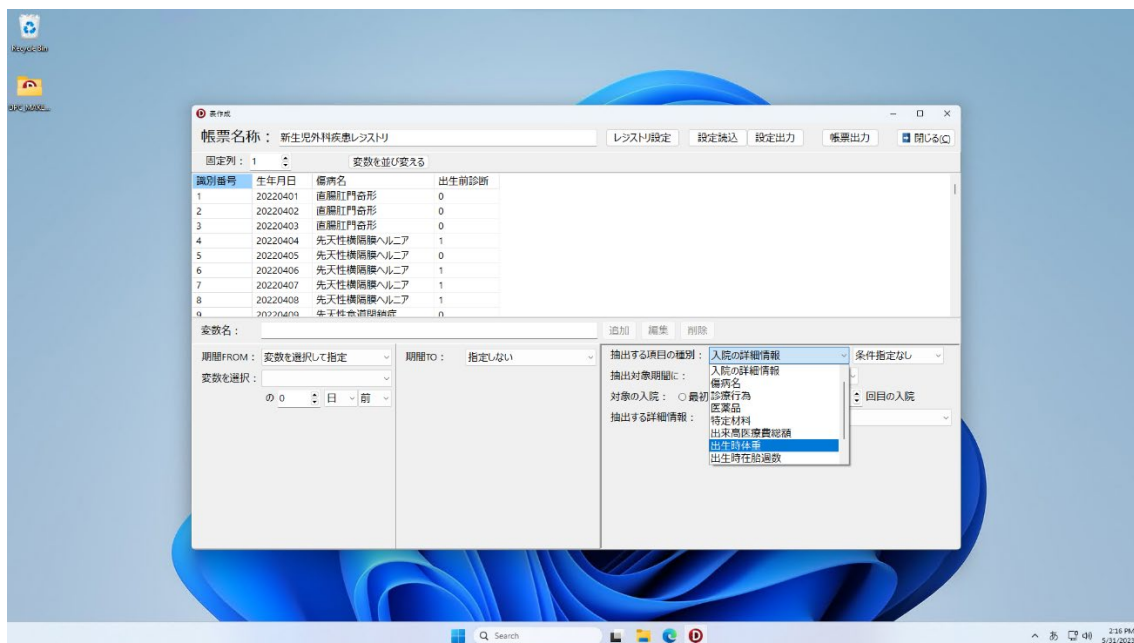 Recycle Bin
表作成
帳票名称： 新生児外科疾患レジストリ レジストリ設定 設定読込 設定出力 帳票出力 閉じる(C)
固定列： 1 変数を並び変える
識別番号 生年月日 傷病名 出生前診断
1 20220401 直腸肛門奇形 0
2 20220402 直腸肛門奇形 0
3 20220403 直腸肛門奇形 0
4 20220404 先天性横隔膜ヘルニア 1
5 20220405 先天性横隔膜ヘルニア 0
6 20220406 先天性横隔膜ヘルニア 1
7 20220407 先天性横隔膜ヘルニア 1
8 20220408 先天性横隔膜ヘルニア 1
9 20220409 先天性食道閉鎖症 0
変数名： 追加 編集 削除
期間FROM： 変数を選択して指定 期間TO： 指定しない 抽出する項目の種別： 入院の詳細情報 条件指定なし
変数を選択： 抽出対象期間に： 入院の詳細情報
傷病名
の 0 日 前 対象の入院： 最初 診療行為 回目の入院
医薬品
抽出する詳細情報： 特定材料
出来高医療費総額
出生時体重
出生時在胎週数
Search
あ 2:16 PM
5/31/2023